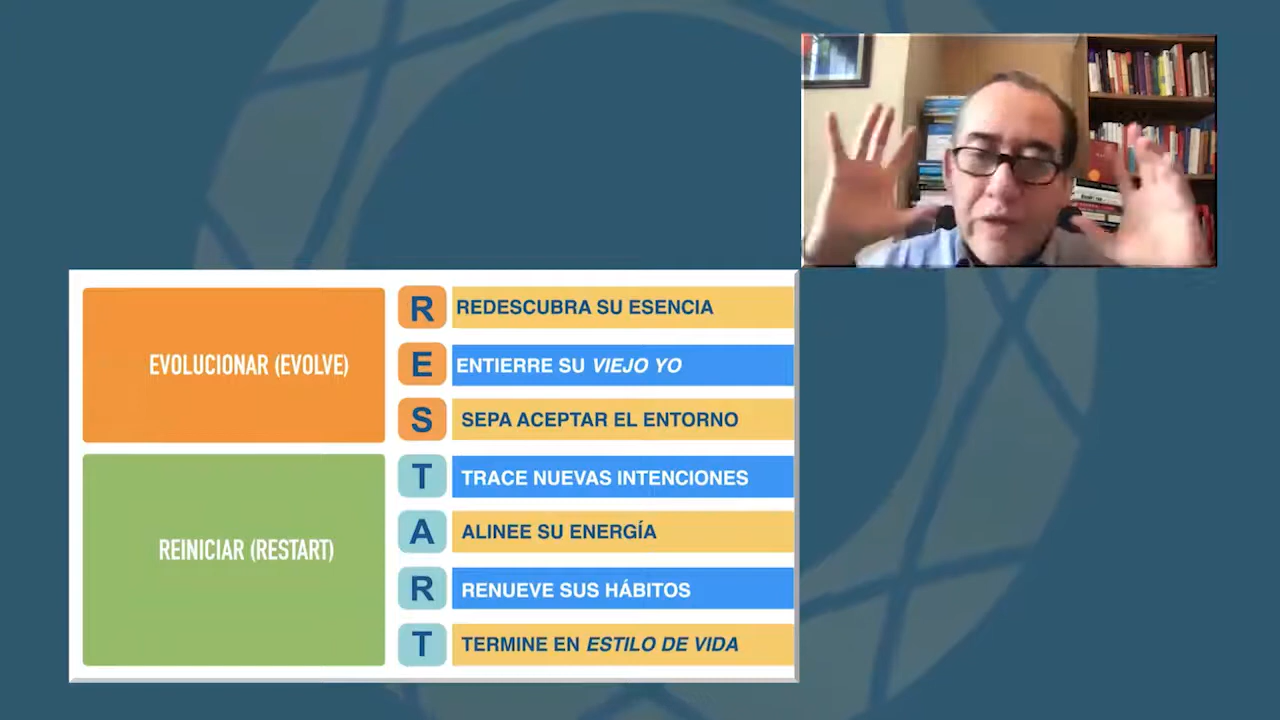 EVOLUCIONAR (EVOLVE)
R REDESCUBRA SU ESENCIA
E ENTIERRE SU VIEJO YO
S SEPA ACEPTAR EL ENTORNO
REINICIAR (RESTART)
T TRACE NUEVAS INTENCIONES
A ALINEE SU ENERGÍA
R RENUEVE SUS HÁBITOS
T TERMINE EN ESTILO DE VIDA